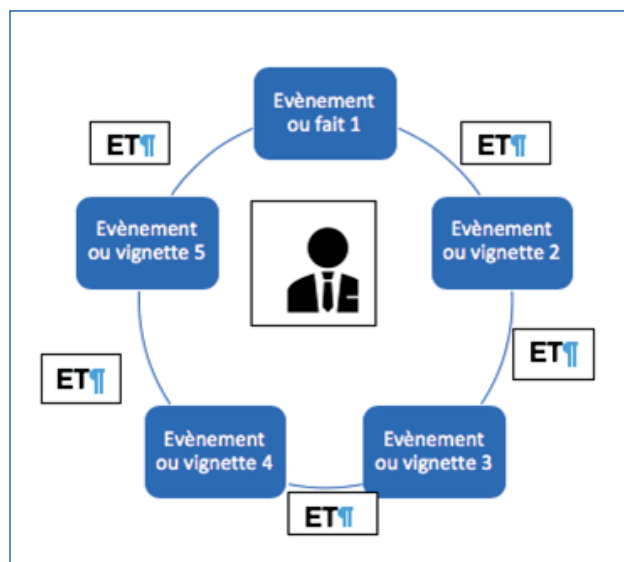 Evènement
ou fait 1
ET¶
ET¶
Evènement
ou vignette 5
Evènement
ou vignette 2
ET¶
ET¶
Evènement
ou vignette 4
Evènement
ou vignette 3
ET¶